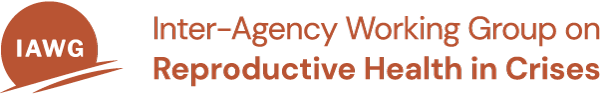 IAWG
Inter-Agency Working Group on
Reproductive Health in Crises